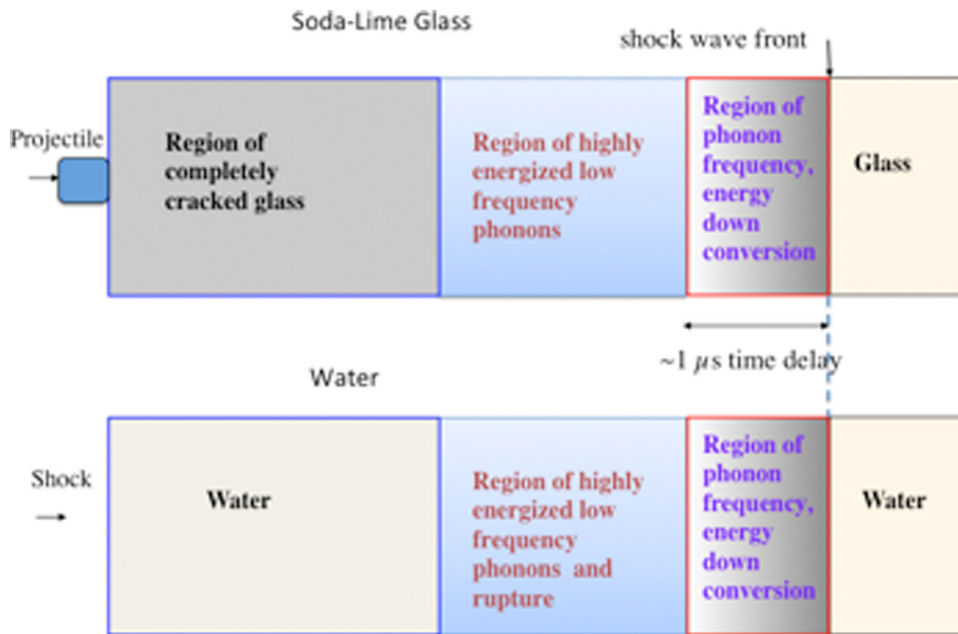 Soda-Lime Glass
shock wave front
Projectile
Region of
completely
cracked glass
Region of highly
energized low
frequency
phonons
Region of
phonon
frequency,
energy
down
conversion
Glass
~1 μs time delay
Water
Shock
Water
Region of highly
energized low
frequency
phonons and
rupture
Region of
phonon
frequency,
energy
down
conversion
Water